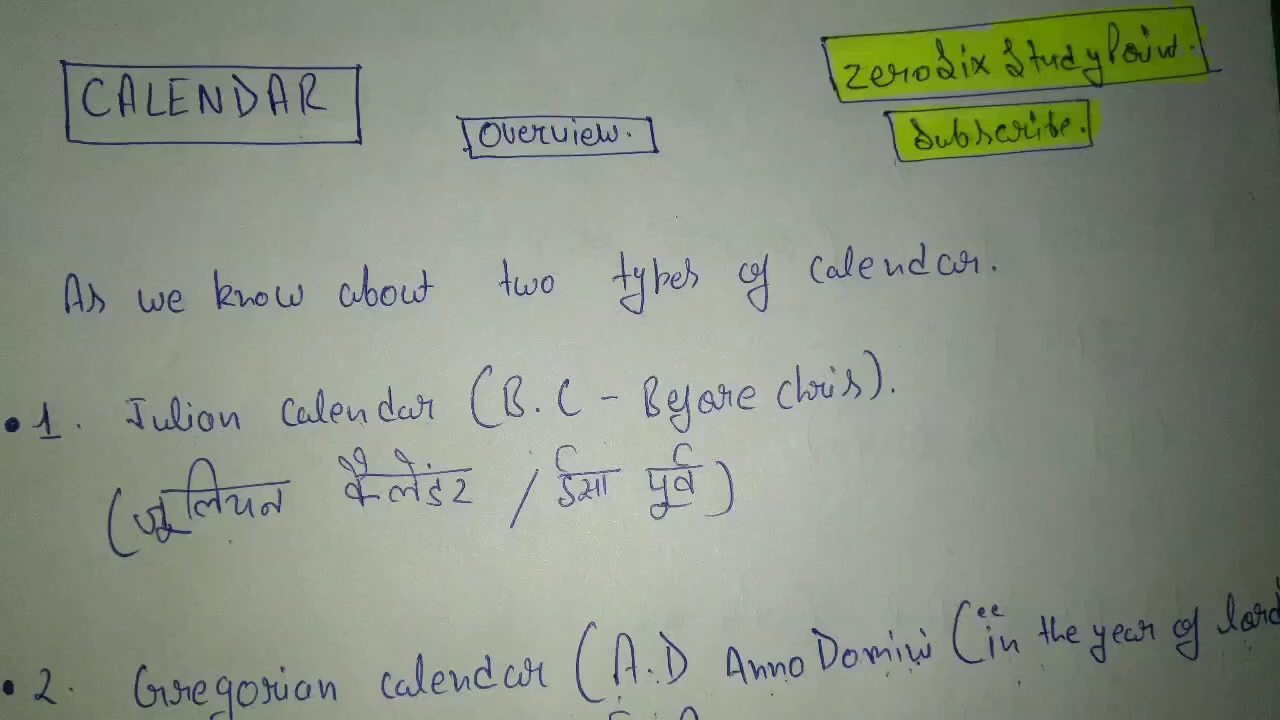 CALENDAR
Overview.
ZeroSix StudyPoint.
Subscribe.
As we know about two types of calendar.
• 1. Julion Calendar (B.C - Before chris).
(जूलियन कैलेंडर / ईसा पूर्व)
• 2. Gregorian calendar (A.D Anno Domini ("in the year of lord